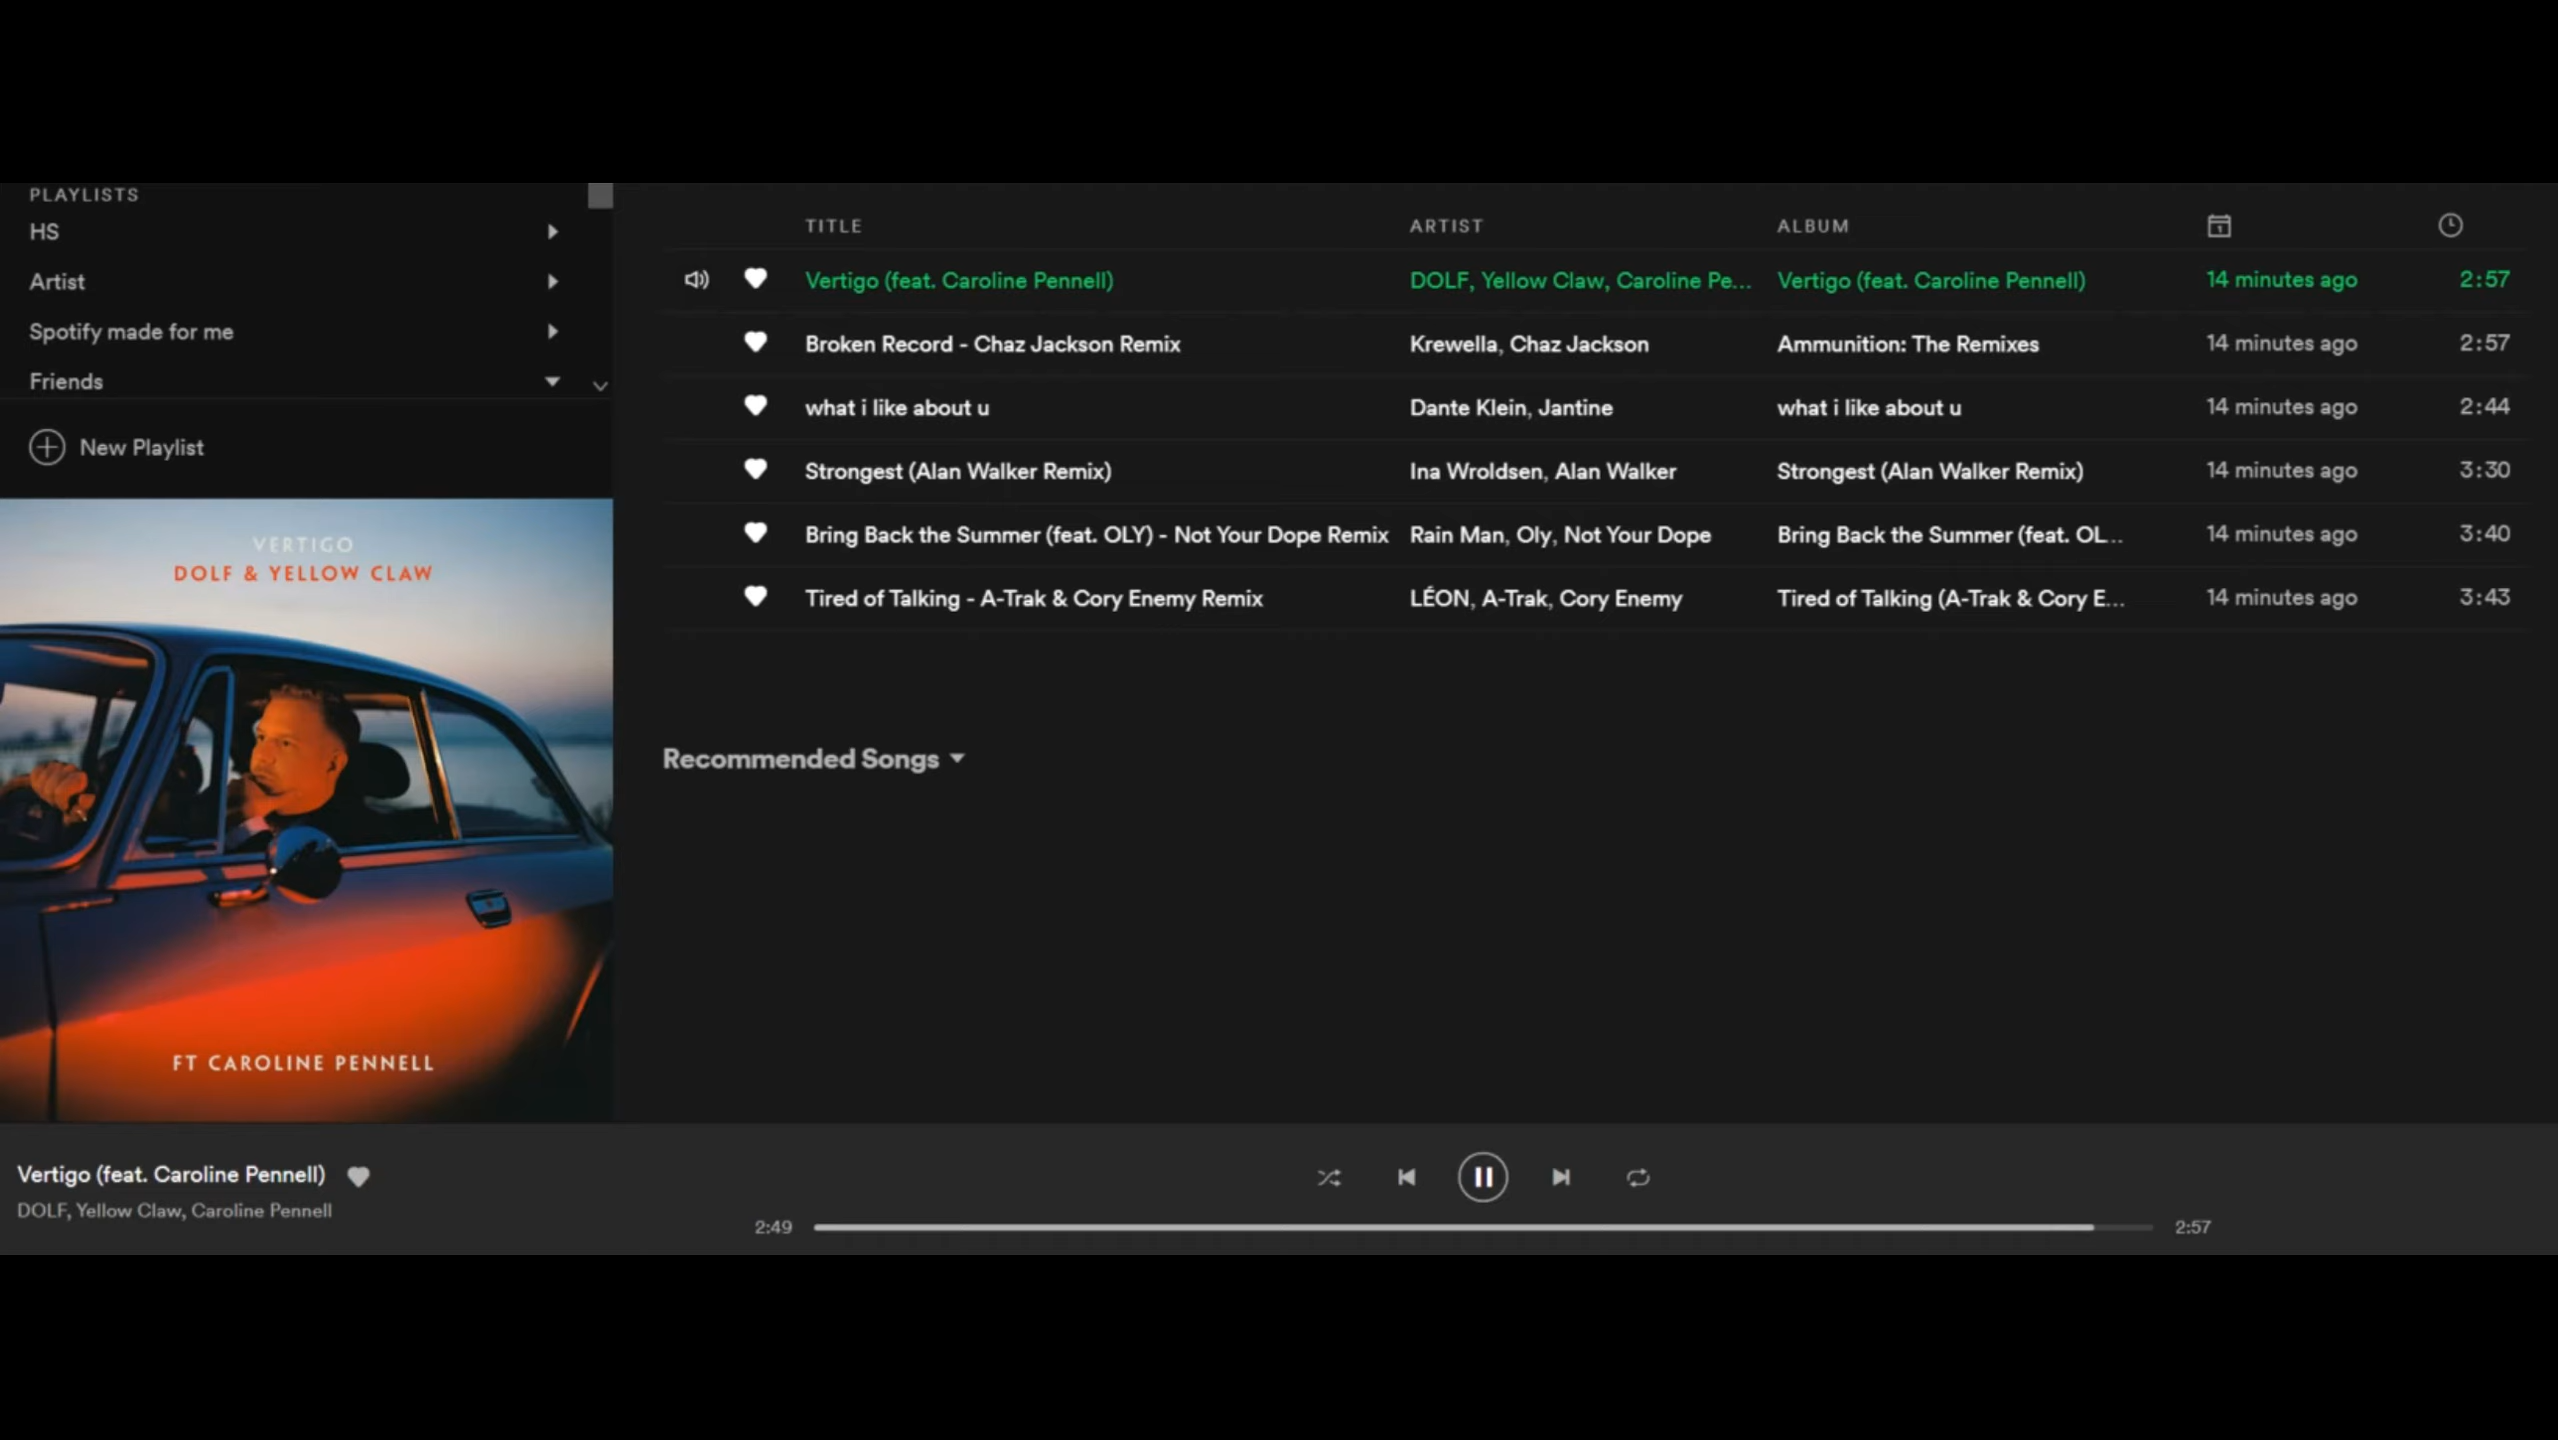 PLAYLISTS
HS
Artist
Spotify made for me
Friends
New Playlist
VERTIGO
DOLF & YELLOW CLAW
FT CAROLINE PENNELL
TITLE ARTIST ALBUM
Vertigo (feat. Caroline Pennell) DOLF, Yellow Claw, Caroline Pe... Vertigo (feat. Caroline Pennell) 14 minutes ago 2:57
Broken Record - Chaz Jackson Remix Krewella, Chaz Jackson Ammunition: The Remixes 14 minutes ago 2:57
what i like about u Dante Klein, Jantine what i like about u 14 minutes ago 2:44
Strongest (Alan Walker Remix) Ina Wroldsen, Alan Walker Strongest (Alan Walker Remix) 14 minutes ago 3:30
Bring Back the Summer (feat. OLY) - Not Your Dope Remix Rain Man, Oly, Not Your Dope Bring Back the Summer (feat. OL... 14 minutes ago 3:40
Tired of Talking - A-Trak & Cory Enemy Remix LÉON, A-Trak, Cory Enemy Tired of Talking (A-Trak & Cory E... 14 minutes ago 3:43
Recommended Songs
Vertigo (feat. Caroline Pennell)
DOLF, Yellow Claw, Caroline Pennell
2:49 2:57